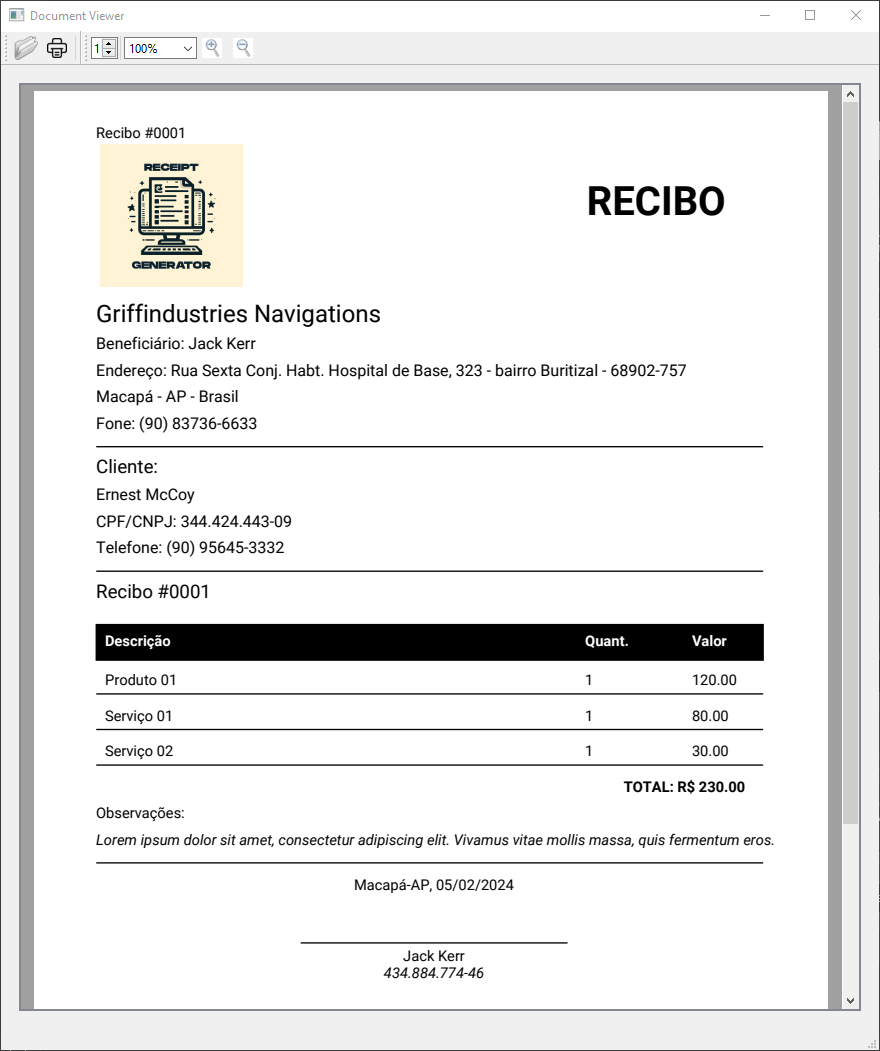 Document Viewer
1 100%
Recibo #0001
RECEIPT
GENERATOR
RECIBO
Griffindustries Navigations
Beneficiário: Jack Kerr
Endereço: Rua Sexta Conj. Habt. Hospital de Base, 323 - bairro Buritizal - 68902-757
Macapá - AP - Brasil
Fone: (90) 83736-6633
Cliente:
Ernest McCoy
CPF/CNPJ: 344.424.443-09
Telefone: (90) 95645-3332
Recibo #0001
Descrição Quant. Valor
Produto 01 1 120.00
Serviço 01 1 80.00
Serviço 02 1 30.00
TOTAL: R$ 230.00
Observações:
Lorem ipsum dolor sit amet, consectetur adipiscing elit. Vivamus vitae mollis massa, quis fermentum eros.
Macapá-AP, 05/02/2024
Jack Kerr
434.884.774-46